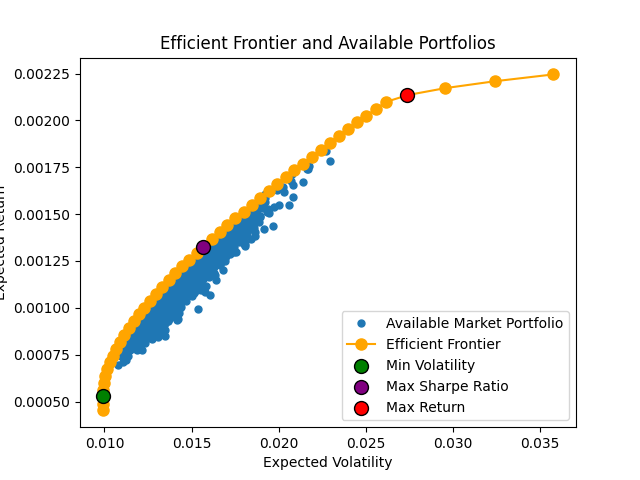 Efficient Frontier and Available Portfolios
0.00225
0.00200
0.00175
0.00150
0.00125
0.00100
0.00075
0.00050
Expected Return
0.010
0.015
0.020
0.025
0.030
0.035
Expected Volatility
Available Market Portfolio
Efficient Frontier
Min Volatility
Max Sharpe Ratio
Max Return